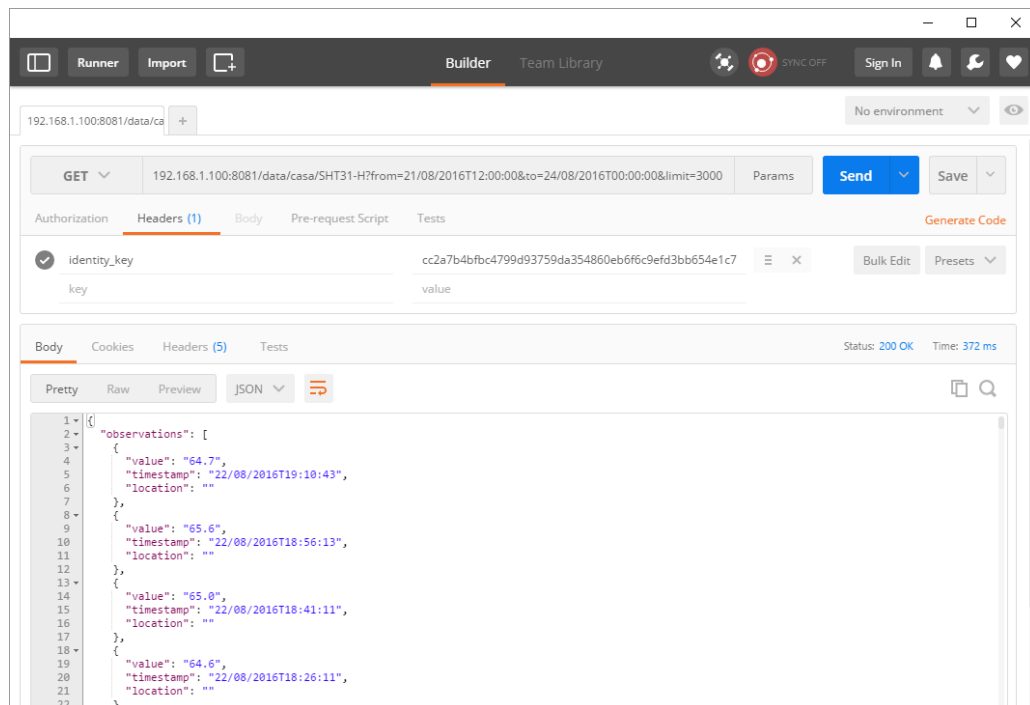 Runner Import Builder Team Library SYNC OFF Sign In
192.168.1.100:8081/data/ca + No environment
GET 192.168.1.100:8081/data/casa/SHT31-H?from=21/08/2016T12:00:00&to=24/08/2016T00:00:00&limit=3000 Params Send Save
Authorization Headers (1) Body Pre-request Script Tests Generate Code
identity_key cc2a7b4bfbc4799d93759da354860eb6f6c9efd3bb654e1c7 Bulk Edit Presets
key value
Body Cookies Headers (5) Tests Status: 200 OK Time: 372 ms
Pretty Raw Preview JSON
1 {
2 "observations": [
3 {
4 "value": "64.7",
5 "timestamp": "22/08/2016T19:10:43",
6 "location": ""
7 },
8 {
9 "value": "65.6",
10 "timestamp": "22/08/2016T18:56:13",
11 "location": ""
12 },
13 {
14 "value": "65.0",
15 "timestamp": "22/08/2016T18:41:11",
16 "location": ""
17 },
18 {
19 "value": "64.6",
20 "timestamp": "22/08/2016T18:26:11",
21 "location": ""
22 }